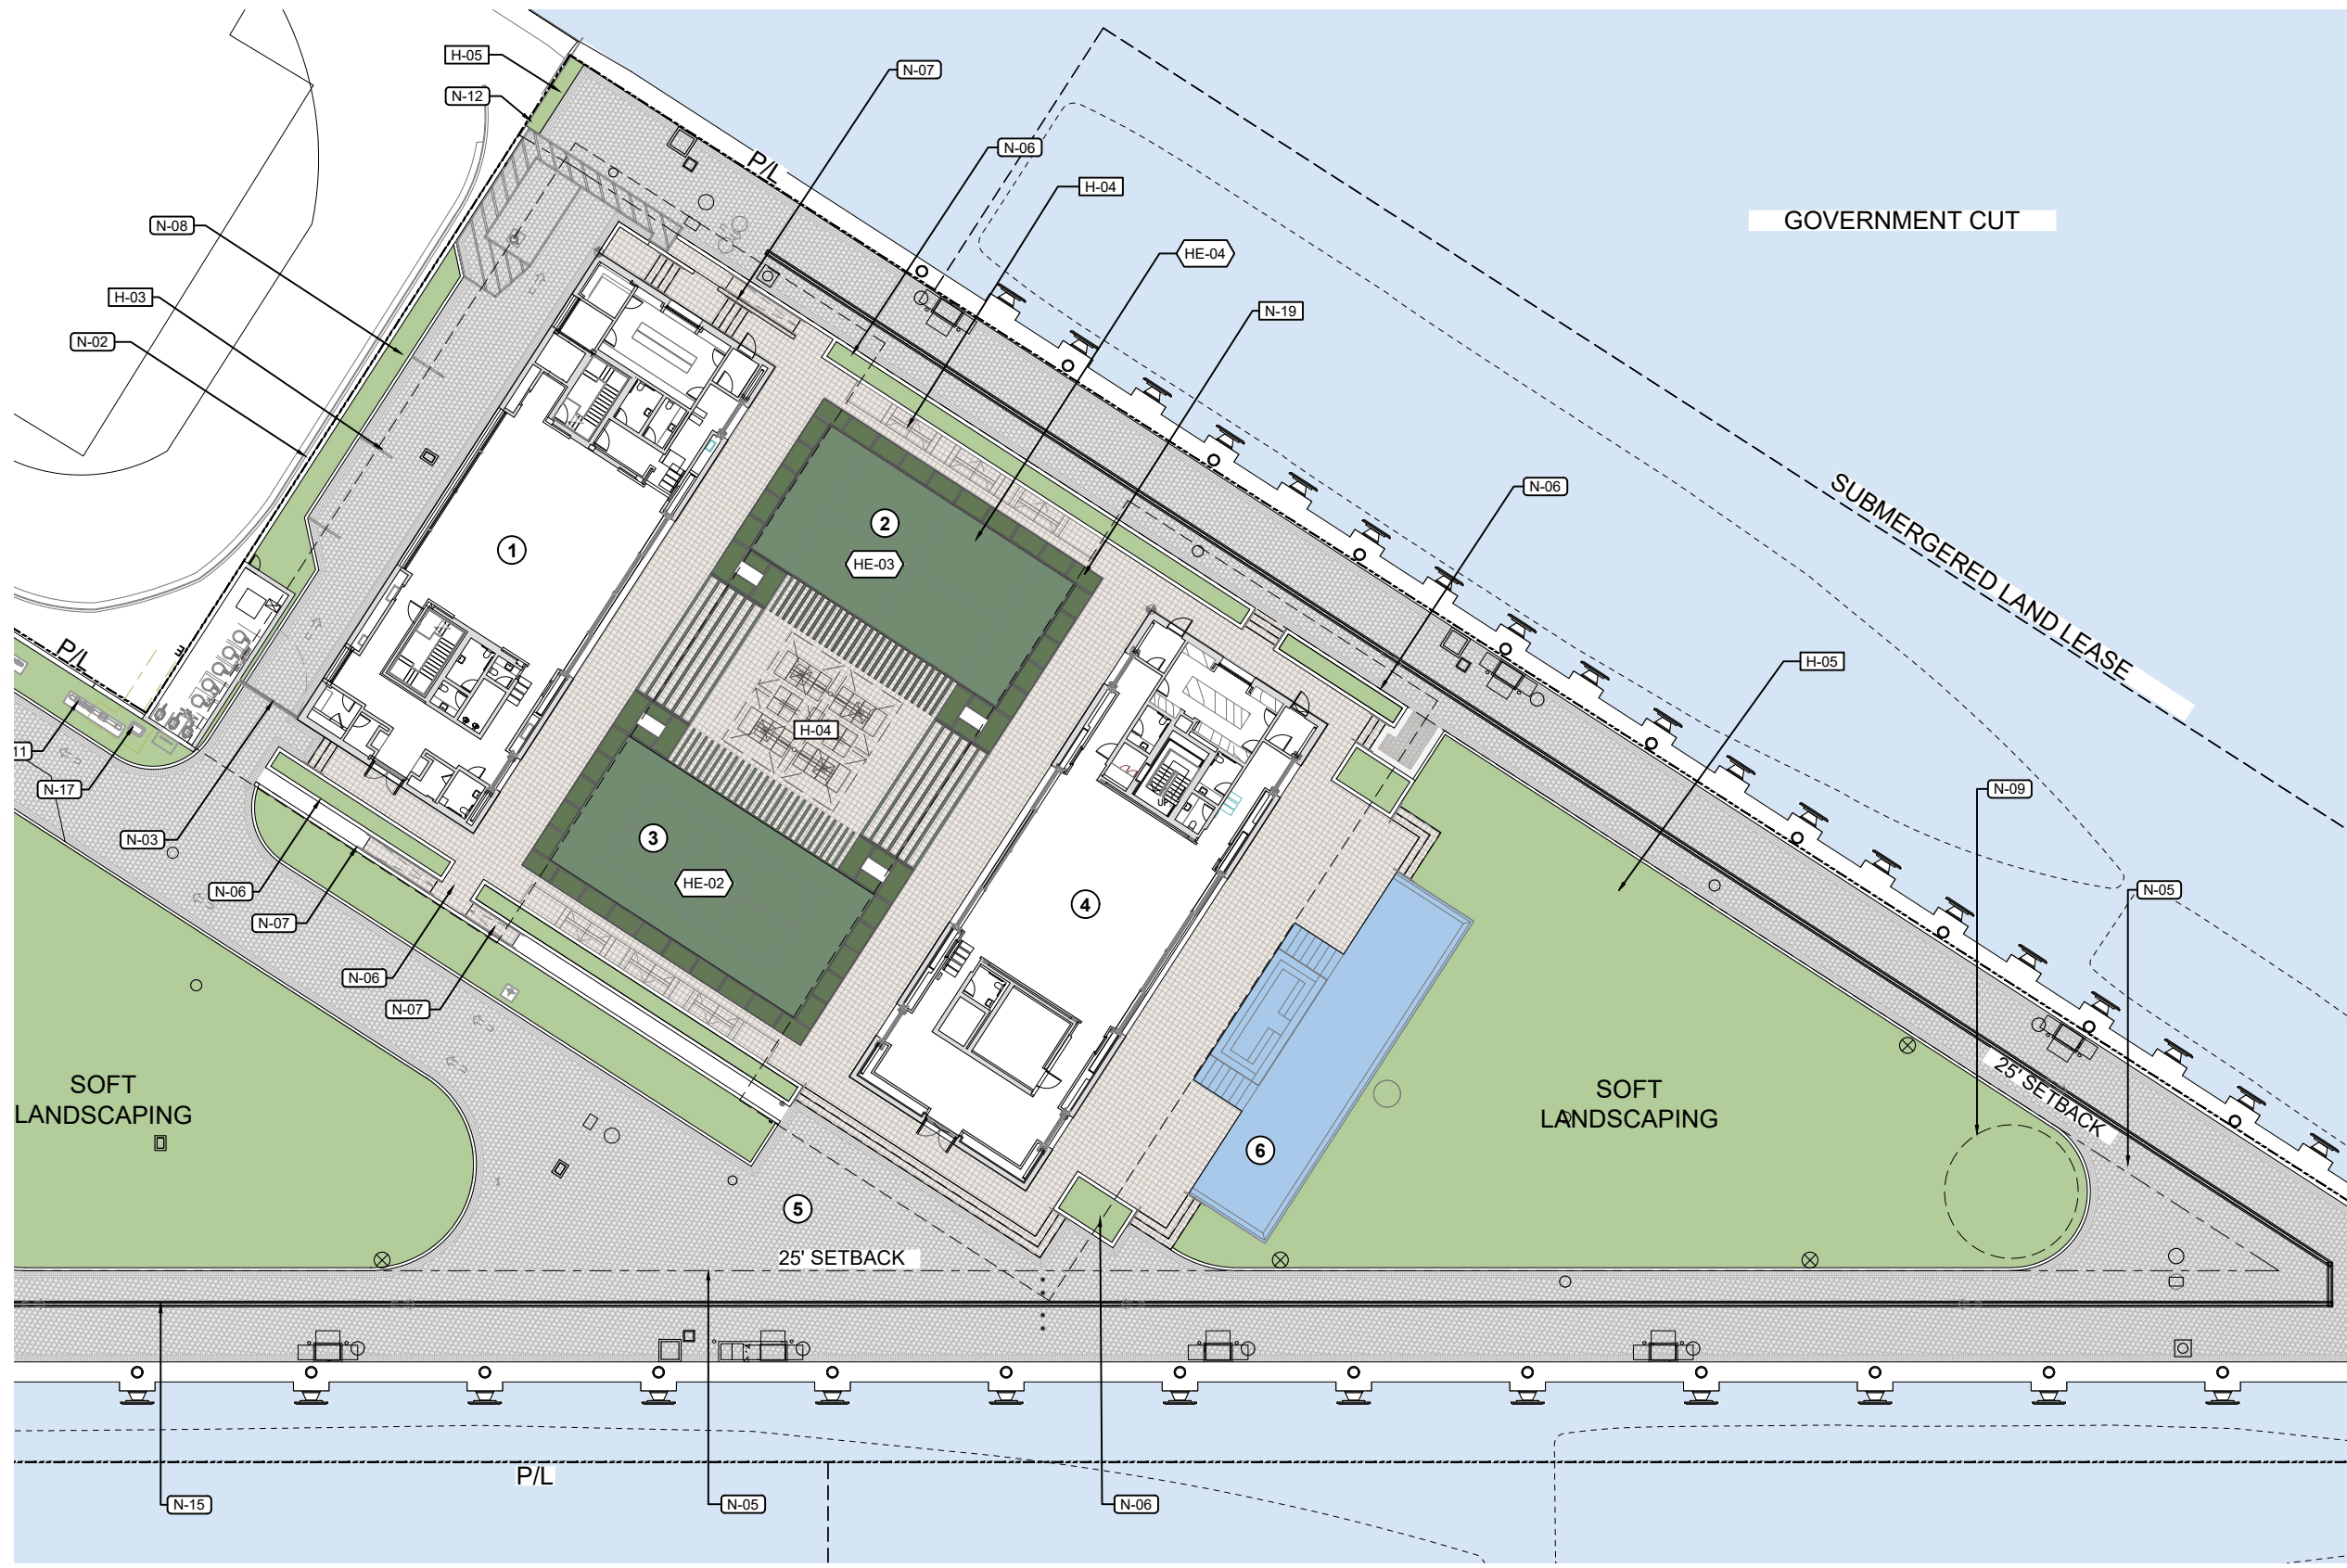 H-05
N-07
N-12
N-06
P/L
H-04
GOVERNMENT CUT
N-08
HE-04
H-03
N-19
N-02
N-06
SUBMERGERED LAND LEASE
2
1
HE-03
P/L
H-05
H-04
11
N-17
N-09
N-03
3
N-06
HE-02
N-05
4
N-07
N-06
N-07
25' SETBACK
SOFT
LANDSCAPING
SOFT
LANDSCAPING
6
5
25' SETBACK
P/L
N-15
N-05
N-06